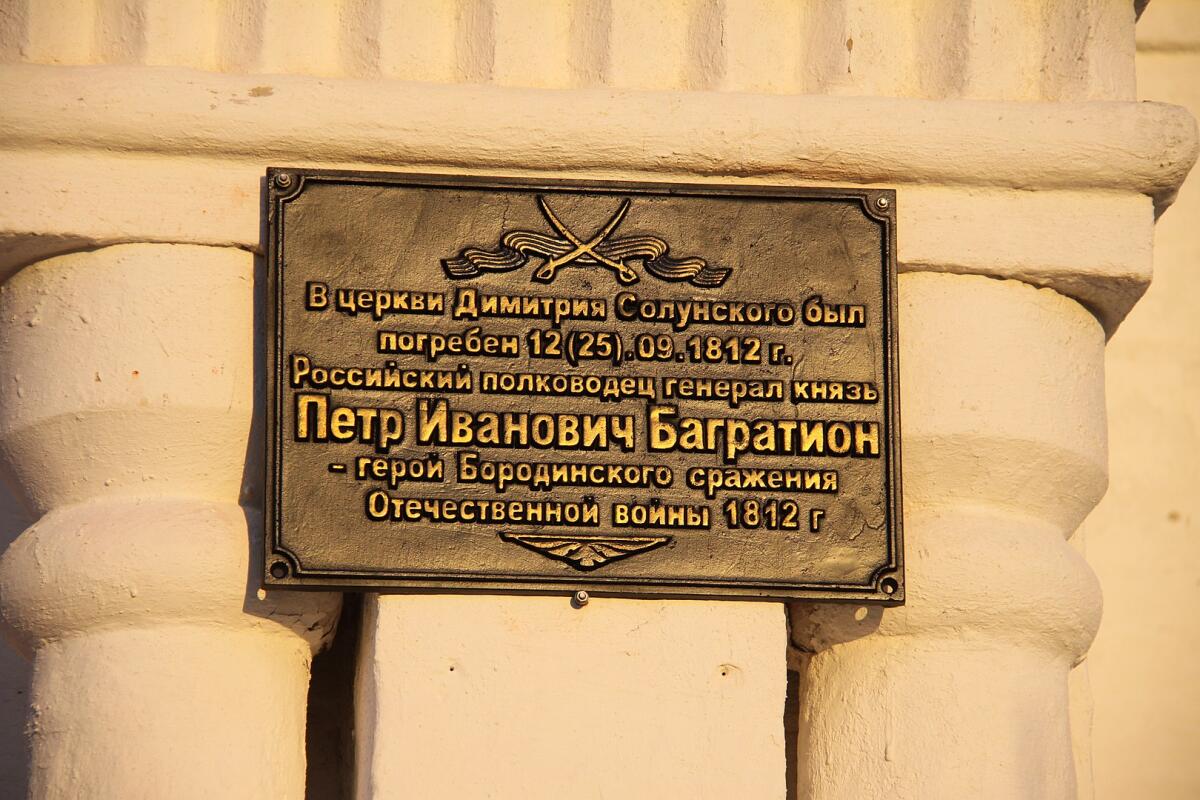 В церкви Димитрия Солунского был
погребен 12(25).09.1812 г.
Российский полководец генерал князь
Петр Иванович Багратион
- герой Бородинского сражения
Отечественной войны 1812 г